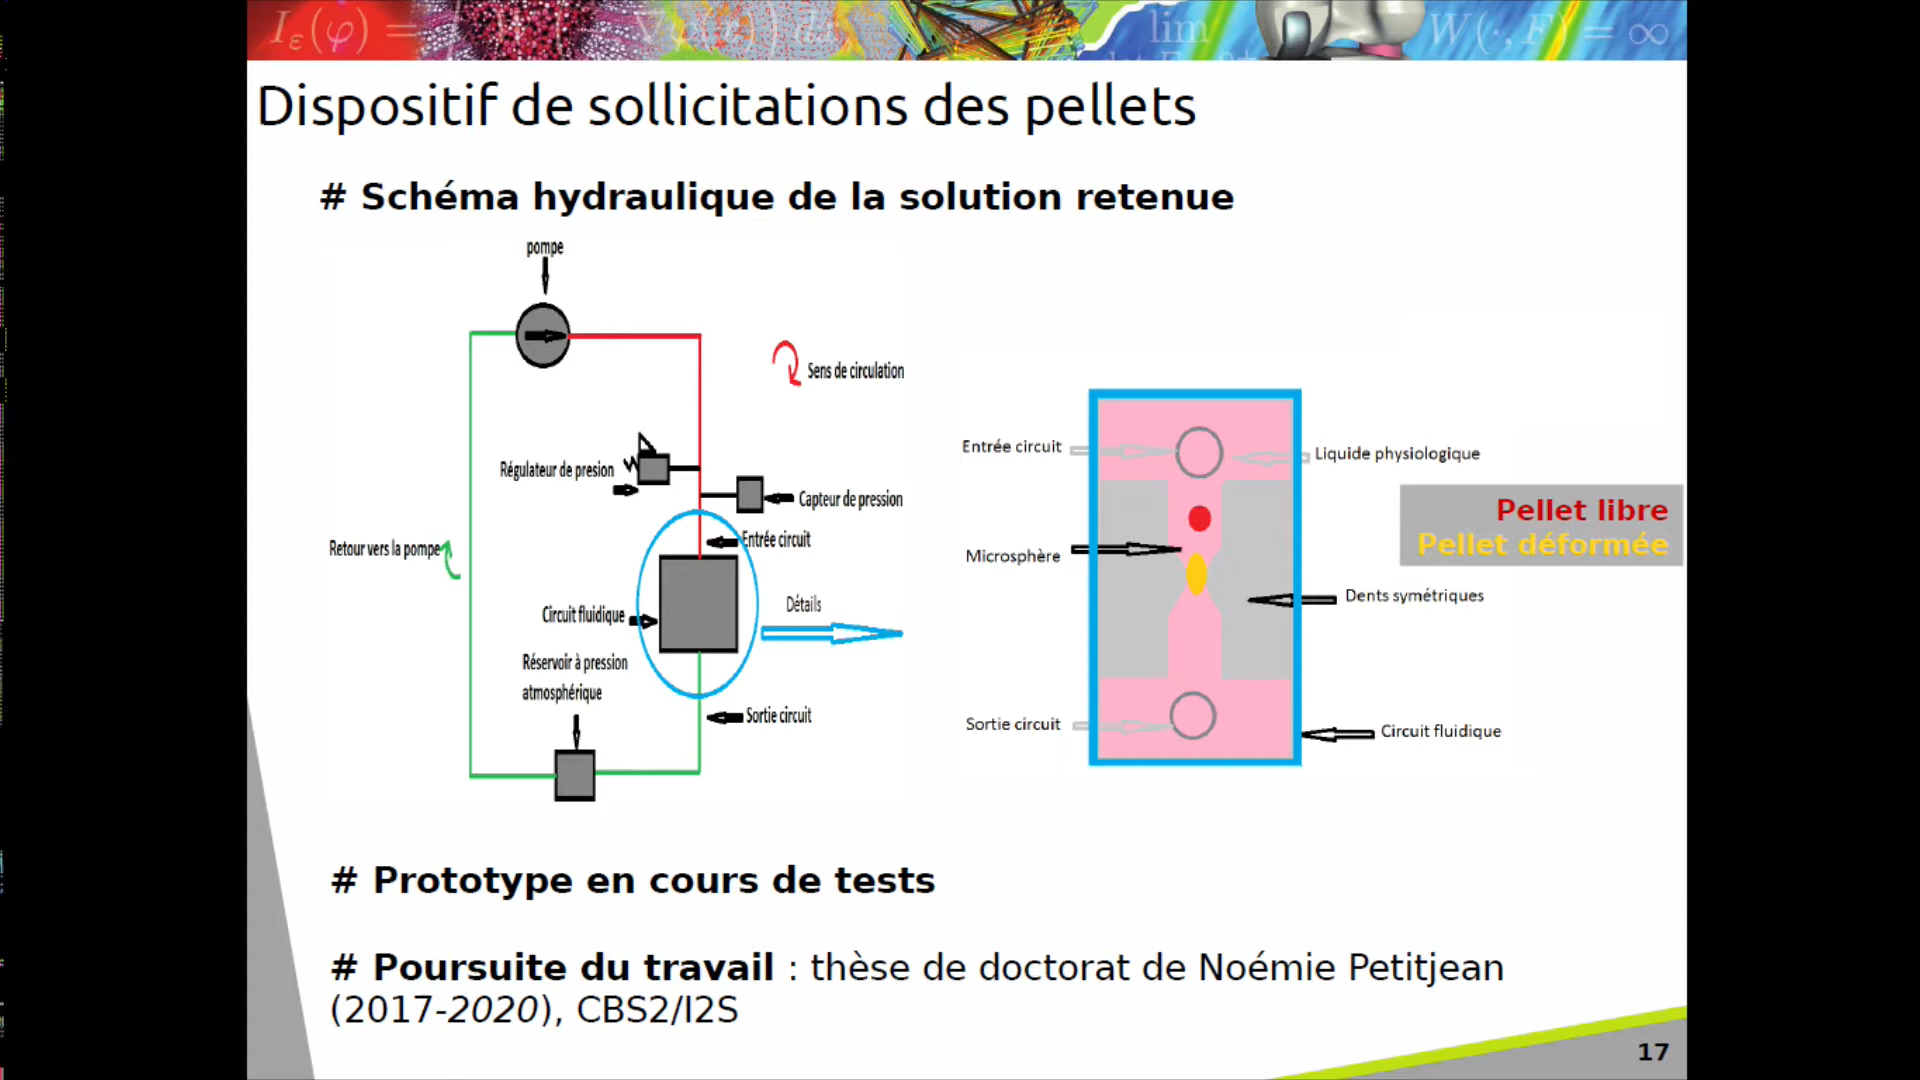 I_ε(φ) =
lim
W(·, F) = ∞
Dispositif de sollicitations des pellets
# Schéma hydraulique de la solution retenue
pompe
Sens de circulation
Régulateur de presion
Capteur de pression
Entrée circuit
Retour vers la pompe
Circuit fluidique
Détails
Réservoir à pression
atmosphérique
Sortie circuit
Entrée circuit
Liquide physiologique
Pellet libre
Pellet déformée
Microsphère
Dents symétriques
Sortie circuit
Circuit fluidique
# Prototype en cours de tests
# Poursuite du travail : thèse de doctorat de Noémie Petitjean
(2017-2020), CBS2/I2S
17